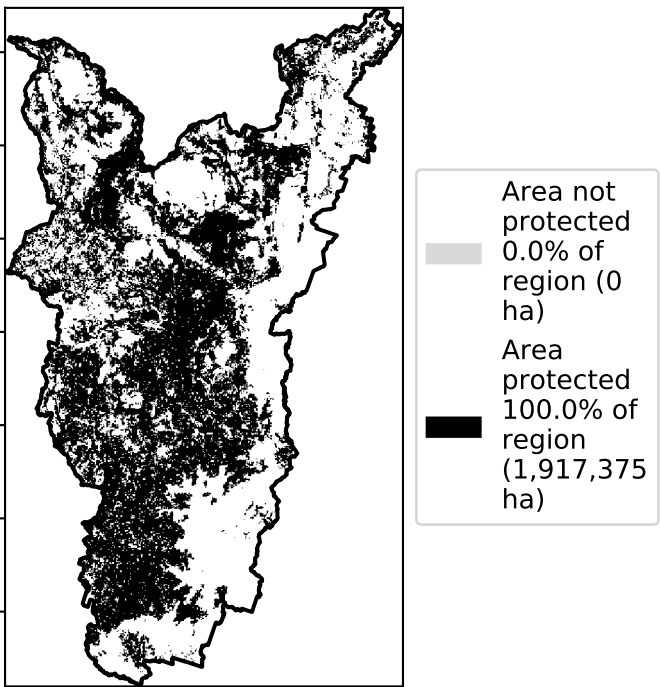 Area not
protected
0.0% of
region (0
ha)
Area
protected
100.0% of
region
(1,917,375
ha)